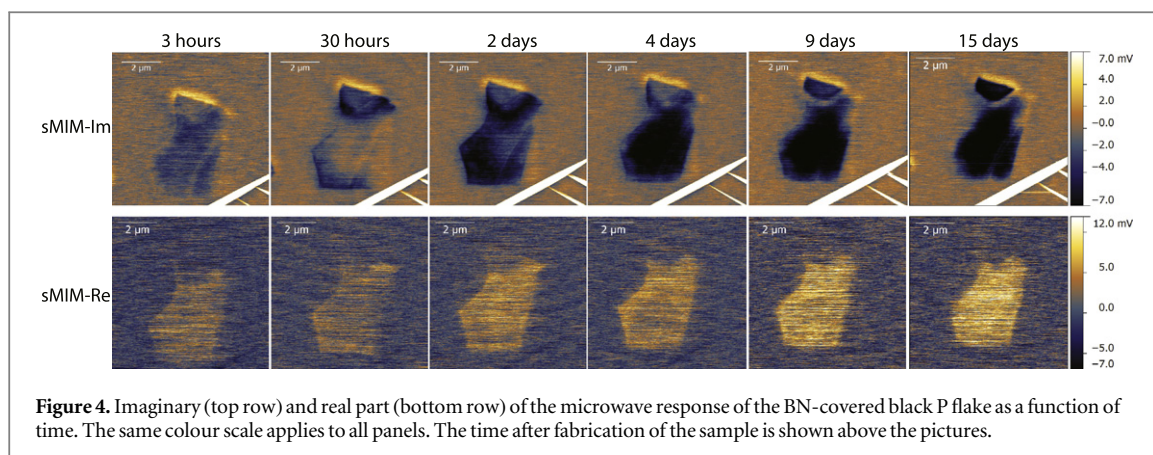 3 hours 30 hours 2 days 4 days 9 days 15 days
sMIM-Im
2 µm 2 µm 2 µm 2 µm 2 µm 2 µm
7.0 mV
4.0
2.0
−0.0
−2.0
−4.0
−7.0
sMIM-Re
2 µm 2 µm 2 µm 2 µm 2 µm 2 µm
12.0 mV
5.0
0.0
−5.0
−7.0
Figure 4. Imaginary (top row) and real part (bottom row) of the microwave response of the BN-covered black P flake as a function of
time. The same colour scale applies to all panels. The time after fabrication of the sample is shown above the pictures.